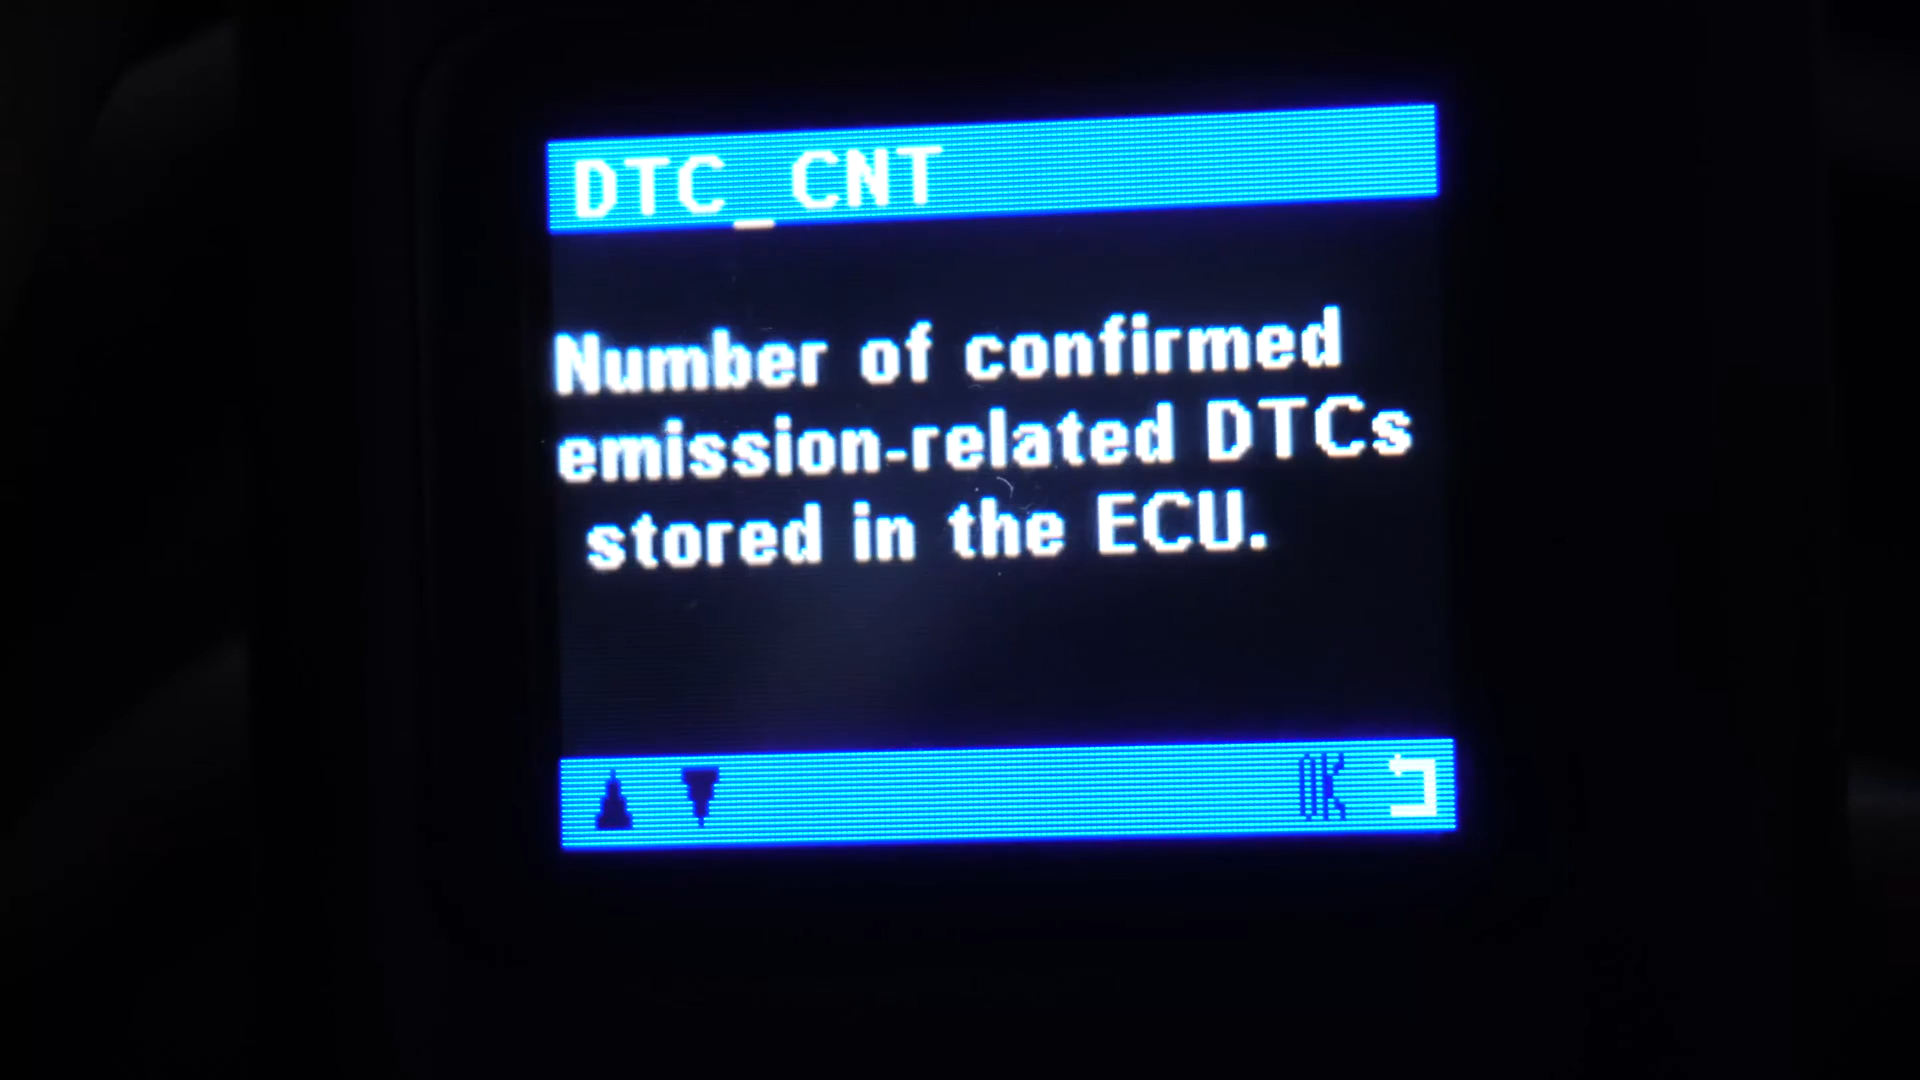 DTC_CNT
Number of confirmed
emission-related DTCs
stored in the ECU.
OK